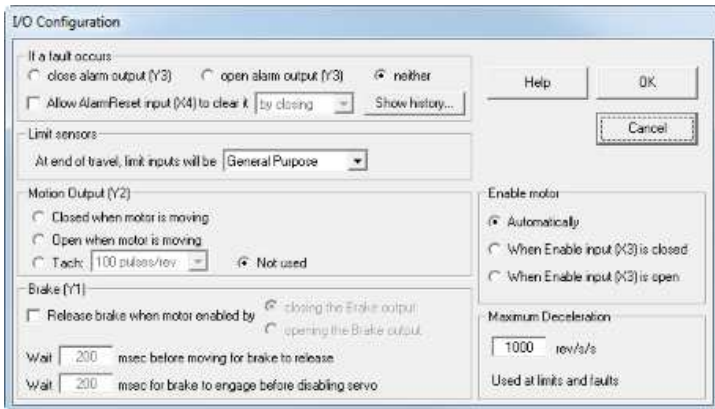 I/O Configuration
If a fault occurs
close alarm output (Y3) open alarm output (Y3) neither
Allow AlarmReset input (X4) to clear it by closing Show history...
Help OK
Cancel
Limit sensors
At end of travel, limit inputs will be General Purpose
Motion Output (Y2)
Closed when motor is moving
Open when motor is moving
Tach: 100 pulses/rev Not used
Enable motor
Automatically
When Enable input (X3) is closed
When Enable input (X3) is open
Brake (Y1)
Release brake when motor enabled by closing the Brake output
opening the Brake output
Wait 200 msec before moving for brake to release
Wait 200 msec for brake to engage before disabling servo
Maximum Deceleration
1000 rev/s/s
Used at limits and faults